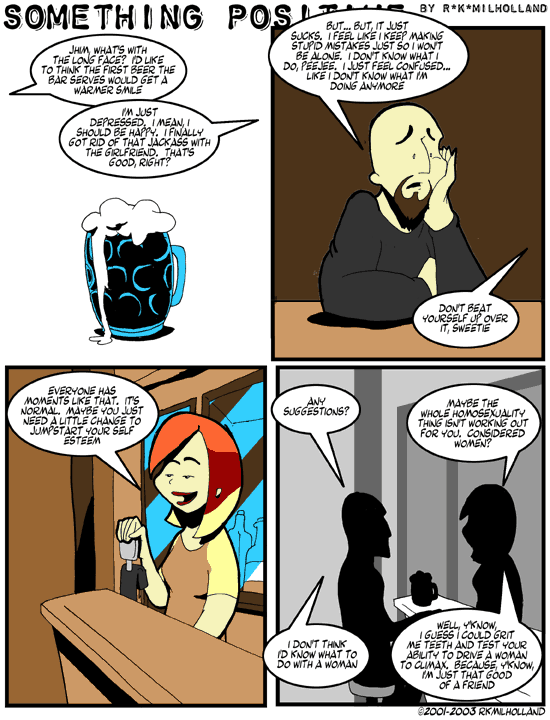 SOMETHING POSITIVE BY R*K*MILHOLLAND
JHIM, WHAT'S WITH
THE LONG FACE? I'D LIKE
TO THINK THE FIRST BEER THE
BAR SERVES WOULD GET A
WARMER SMILE
I'M JUST
DEPRESSED. I MEAN, I
SHOULD BE HAPPY. I FINALLY
GOT RID OF THAT JACKASS WITH
THE GIRLFRIEND. THAT'S
GOOD, RIGHT?
BUT... BUT, IT JUST
SUCKS. I FEEL LIKE I KEEP MAKING
STUPID MISTAKES JUST SO I WON'T
BE ALONE. I DON'T KNOW WHAT I
DO, PEEJEE. I JUST FEEL CONFUSED...
LIKE I DON'T KNOW WHAT I'M
DOING ANYMORE
DON'T BEAT
YOURSELF UP OVER
IT, SWEETIE
EVERYONE HAS
MOMENTS LIKE THAT. IT'S
NORMAL. MAYBE YOU JUST
NEED A LITTLE CHANGE TO
JUMPSTART YOUR SELF
ESTEEM
ANY
SUGGESTIONS?
MAYBE THE
WHOLE HOMOSEXUALITY
THING ISN'T WORKING OUT
FOR YOU. CONSIDERED
WOMEN?
I DON'T THINK
I'D KNOW WHAT TO
DO WITH A WOMAN
WELL, Y'KNOW,
I GUESS I COULD GRIT
ME TEETH AND TEST YOUR
ABILITY TO DRIVE A WOMAN
TO CLIMAX. BECAUSE, Y'KNOW,
I'M JUST THAT GOOD
OF A FRIEND
©2001-2003 RKMILHOLLAND